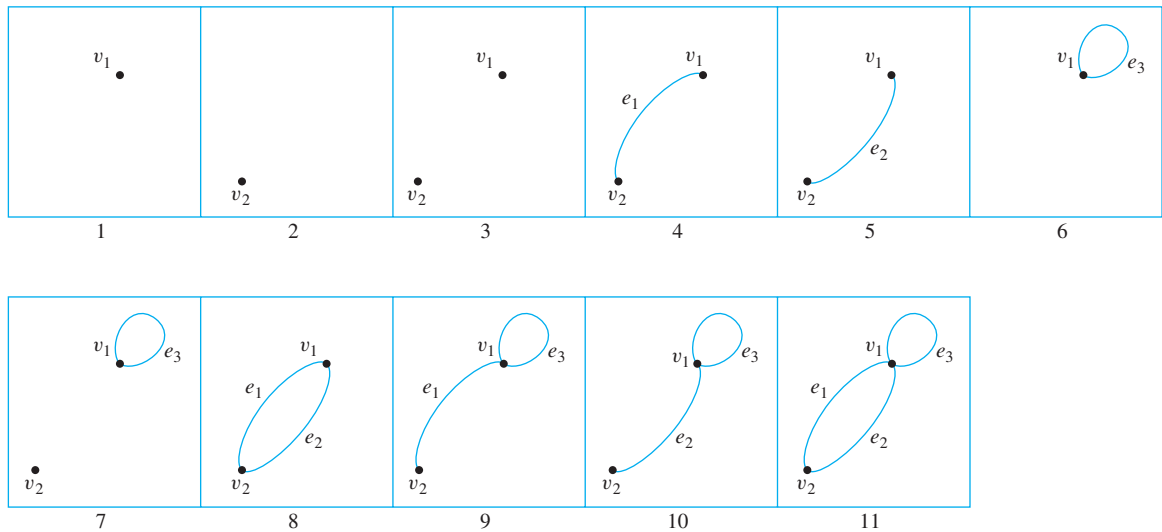 v₁ v₁ v₁ v₁ v₁
e₁ e₃
e₂
v₂ v₂ v₂ v₂
1 2 3 4 5 6
v₁ e₃ v₁ v₁ e₃ v₁ e₃ v₁ e₃
e₁ e₁ e₁
e₂ e₂ e₂
v₂ v₂ v₂ v₂ v₂
7 8 9 10 11